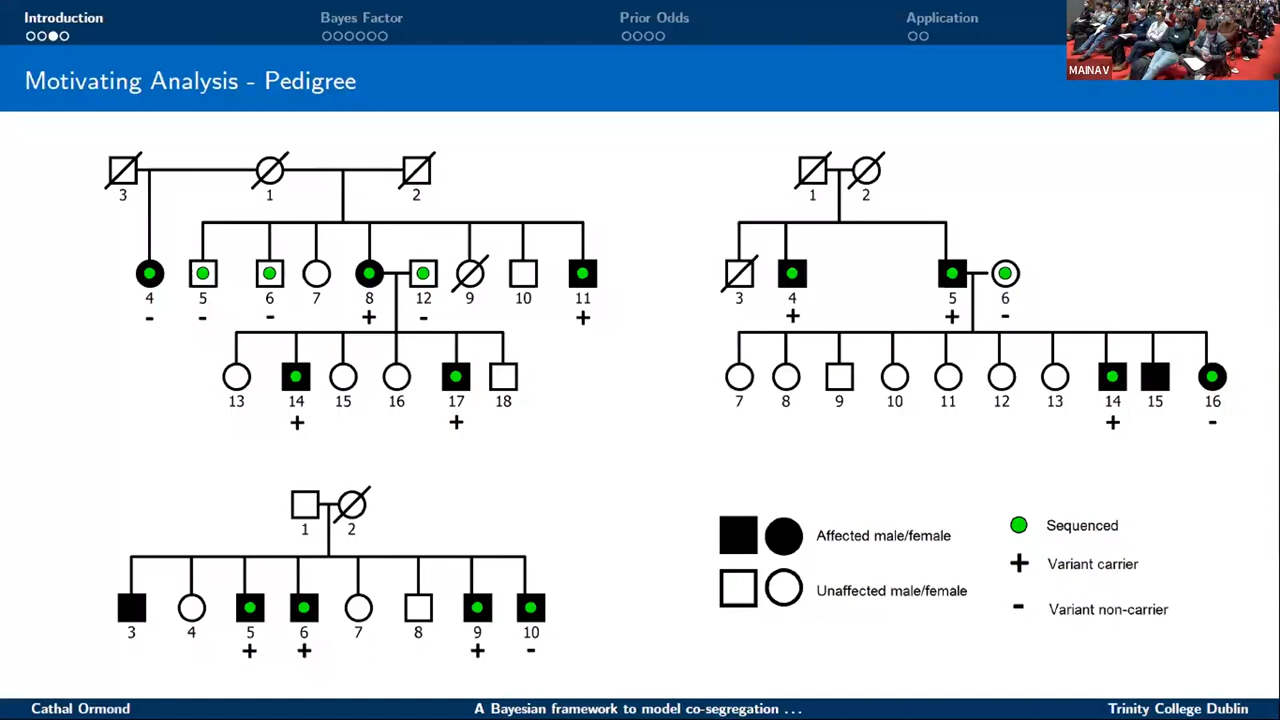 Introduction Bayes Factor Prior Odds Application
MAINAV
Motivating Analysis - Pedigree
3 1 2
1 2
4 5 6 7 8 12 9 10 11
- - - + - +
3 4 5 6
+ + -
13 14 15 16 17 18
+ +
7 8 9 10 11 12 13 14 15 16
+ -
1 2
3 4 5 6 7 8 9 10
+ + + -
Affected male/female
Unaffected male/female
Sequenced
+ Variant carrier
- Variant non-carrier
Cathal Ormond A Bayesian framework to model co-segregation ... Trinity College Dublin